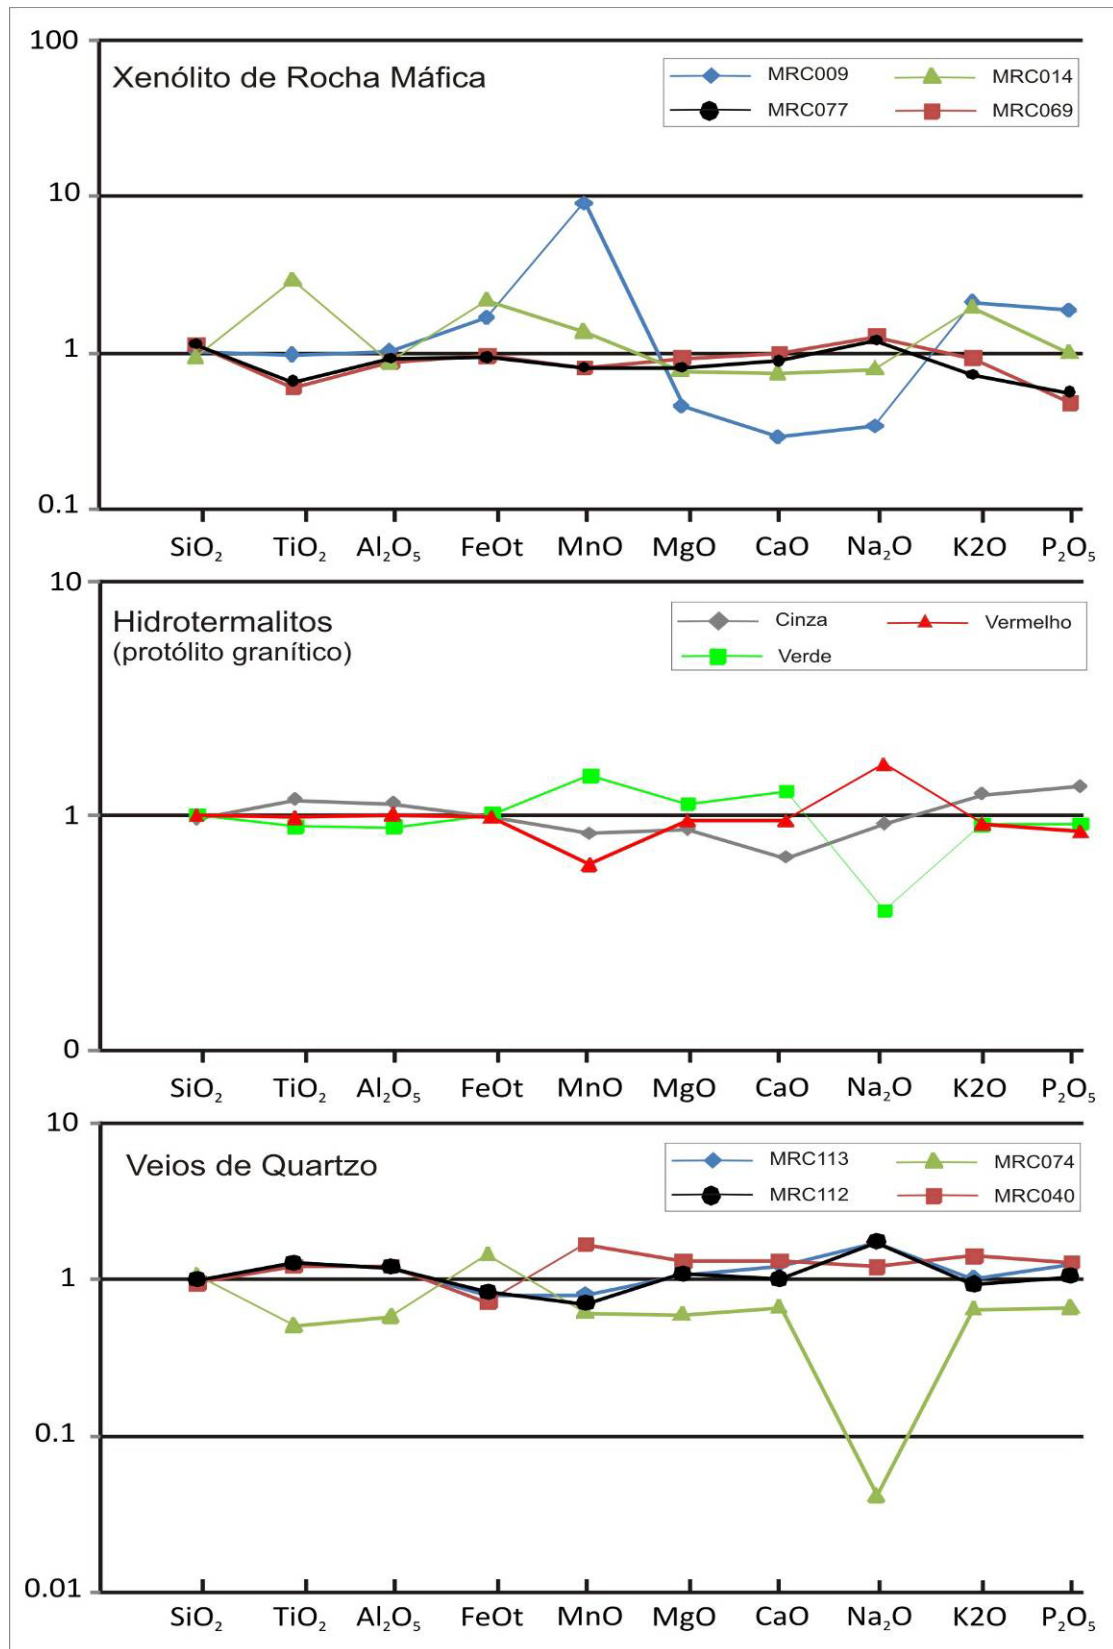 100
Xenólito de Rocha Máfica
MRC009 MRC014
MRC077 MRC069
10
1
0.1
SiO₂ TiO₂ Al₂O₅ FeOt MnO MgO CaO Na₂O K2O P₂O₅
10
Hidrotermalitos
(protólito granítico)
Cinza Vermelho
Verde
1
0
SiO₂ TiO₂ Al₂O₅ FeOt MnO MgO CaO Na₂O K2O P₂O₅
10
Veios de Quartzo
MRC113 MRC074
MRC112 MRC040
1
0.1
0.01
SiO₂ TiO₂ Al₂O₅ FeOt MnO MgO CaO Na₂O K2O P₂O₅